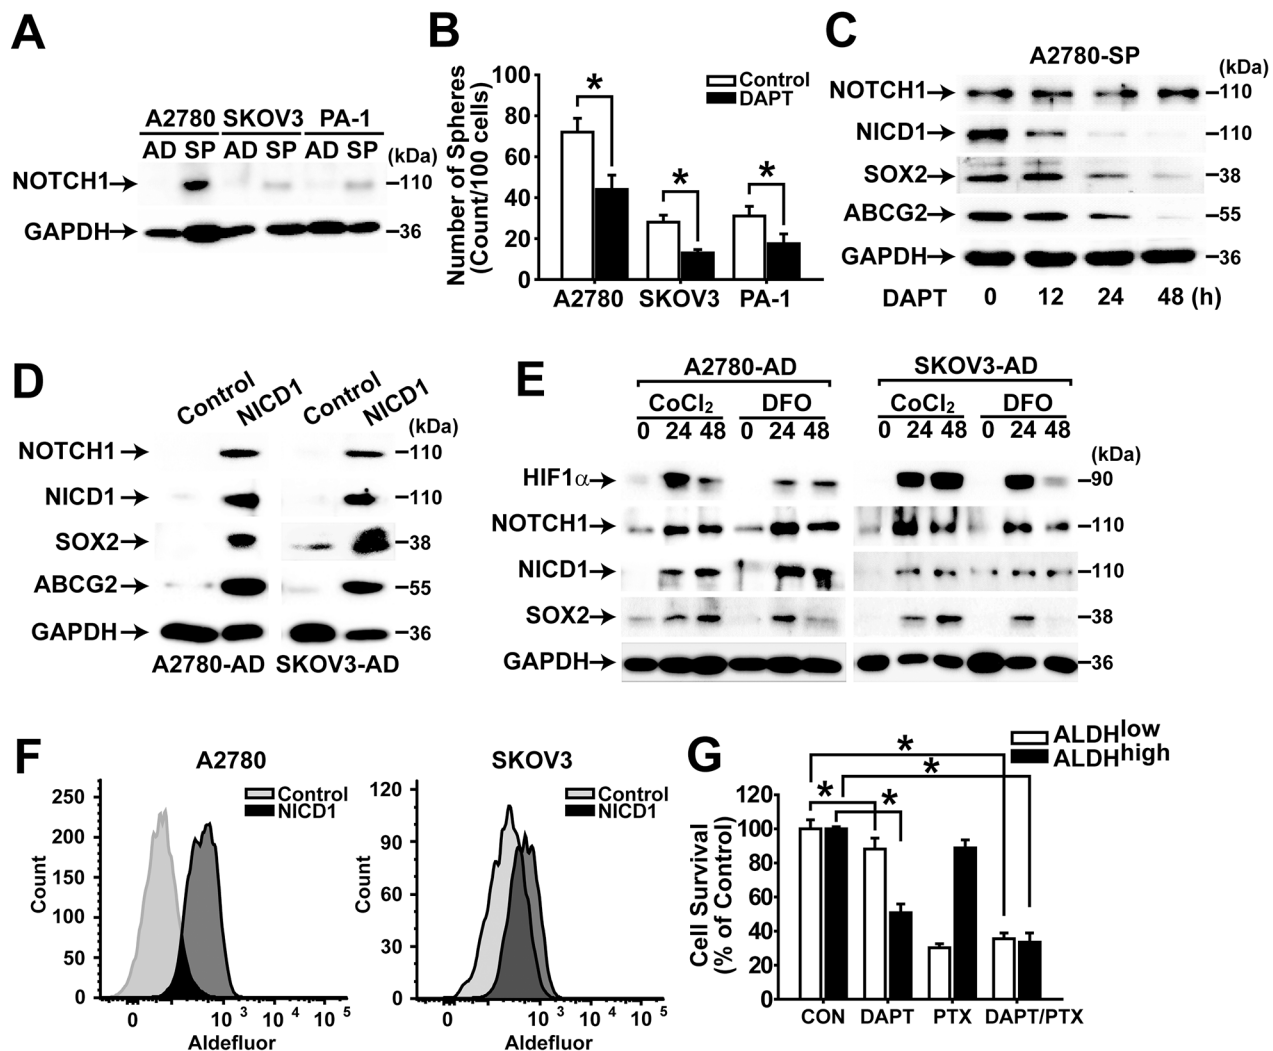 A
A2780 SKOV3 PA-1
AD SP AD SP AD SP (kDa)
NOTCH1 110
GAPDH 36
B
Number of Spheres
(Count/100 cells)
100
80
60
40
20
0
* * *
Control
DAPT
A2780 SKOV3 PA-1
C
A2780-SP
(kDa)
NOTCH1 110
NICD1 110
SOX2 38
ABCG2 55
GAPDH 36
DAPT 0 12 24 48 (h)
D
Control NICD1 Control NICD1
(kDa)
NOTCH1 110
NICD1 110
SOX2 38
ABCG2 55
GAPDH 36
A2780-AD SKOV3-AD
E
A2780-AD SKOV3-AD
CoCl2 DFO CoCl2 DFO
0 24 48 0 24 48 0 24 48 0 24 48
(kDa)
HIF1α 90
NOTCH1 110
NICD1 110
SOX2 38
GAPDH 36
F
A2780
Control
NICD1
Count
250
200
150
100
50
0
0 10 3 10 4 10 5
Aldefluor
SKOV3
Control
NICD1
Count
120
90
60
30
0
0 10 3 10 4 10 5
Aldefluor
G
ALDHlow
ALDHhigh
* * * *
Cell Survival
(% of Control)
120
100
80
60
40
20
0
CON DAPT PTX DAPT/PTX